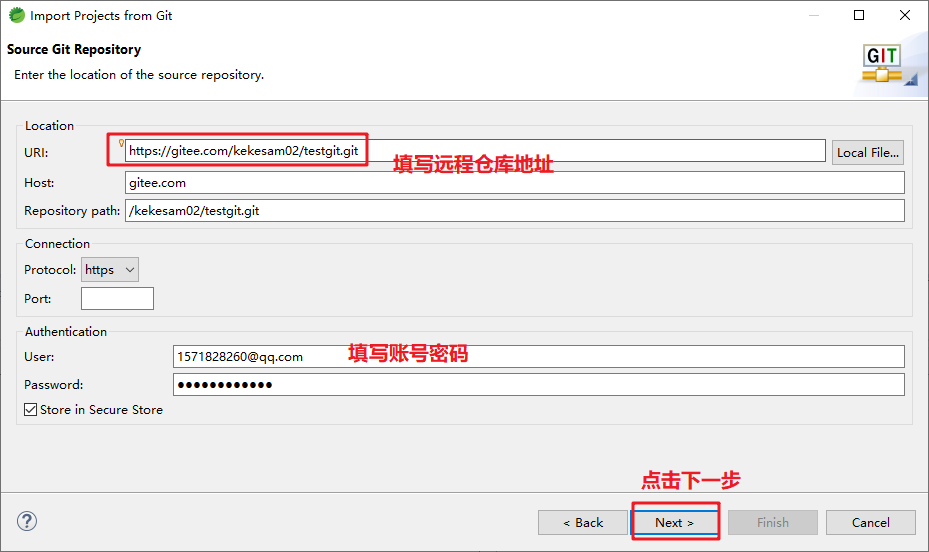 Import Projects from Git
Source Git Repository
Enter the location of the source repository.
GIT
Location
URI: https://gitee.com/kekesam02/testgit.git Local File...
填写远程仓库地址
Host: gitee.com
Repository path: /kekesam02/testgit.git
Connection
Protocol: https
Port:
Authentication
User: 1571828260@qq.com 填写账号密码
Password: ●●●●●●●●●●●●
Store in Secure Store
点击下一步
? < Back Next > Finish Cancel